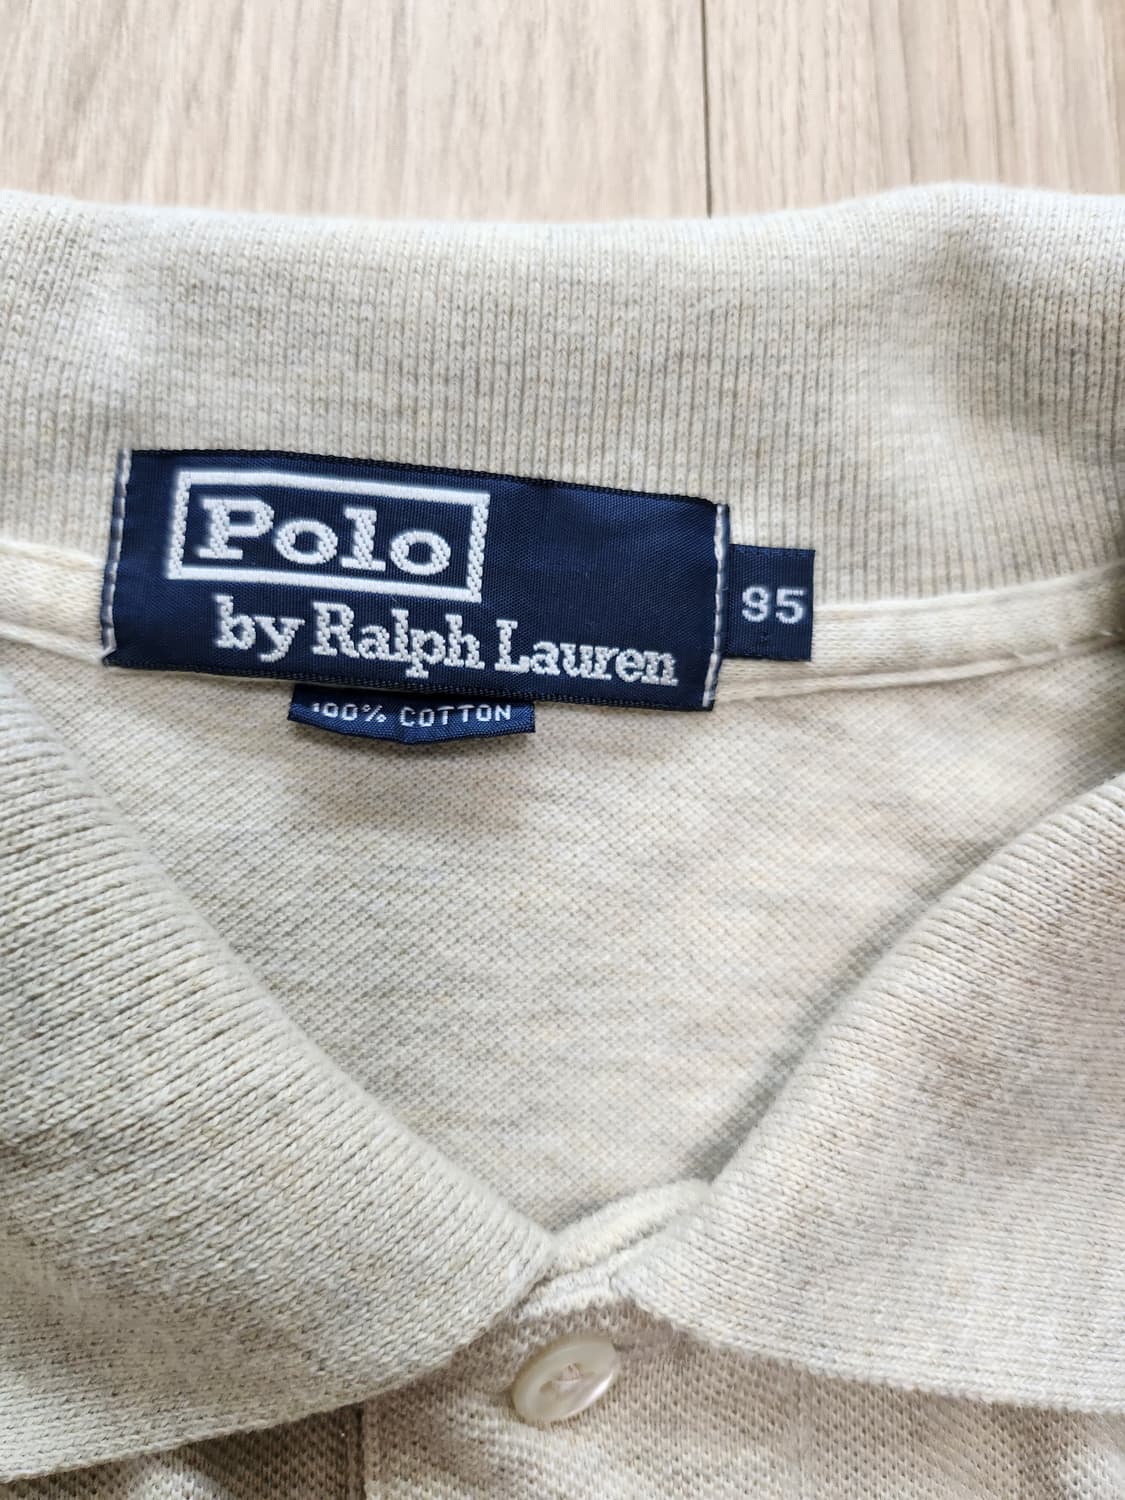 Polo
by Ralph Lauren
95
100% COTTON